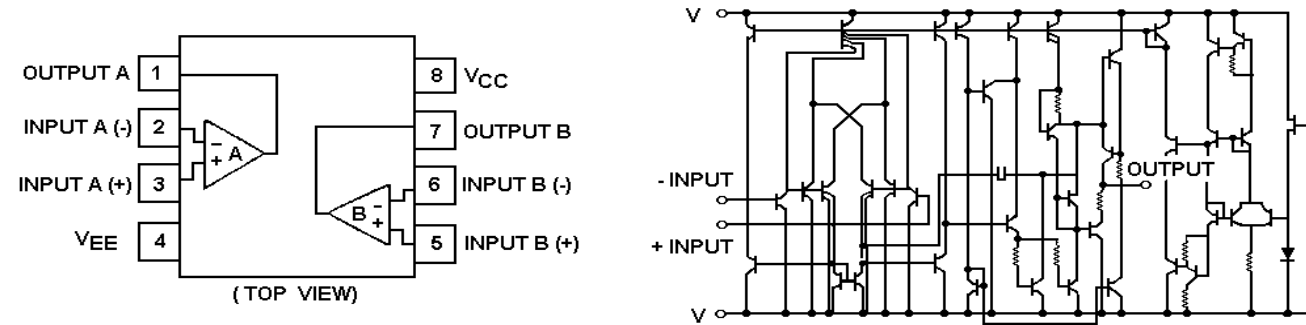 OUTPUT A 1
INPUT A (-) 2
INPUT A (+) 3
VEE 4
8 VCC
7 OUTPUT B
6 INPUT B (-)
5 INPUT B (+)
- + A
B - +
( TOP VIEW)
V
- INPUT
+ INPUT
OUTPUT
V